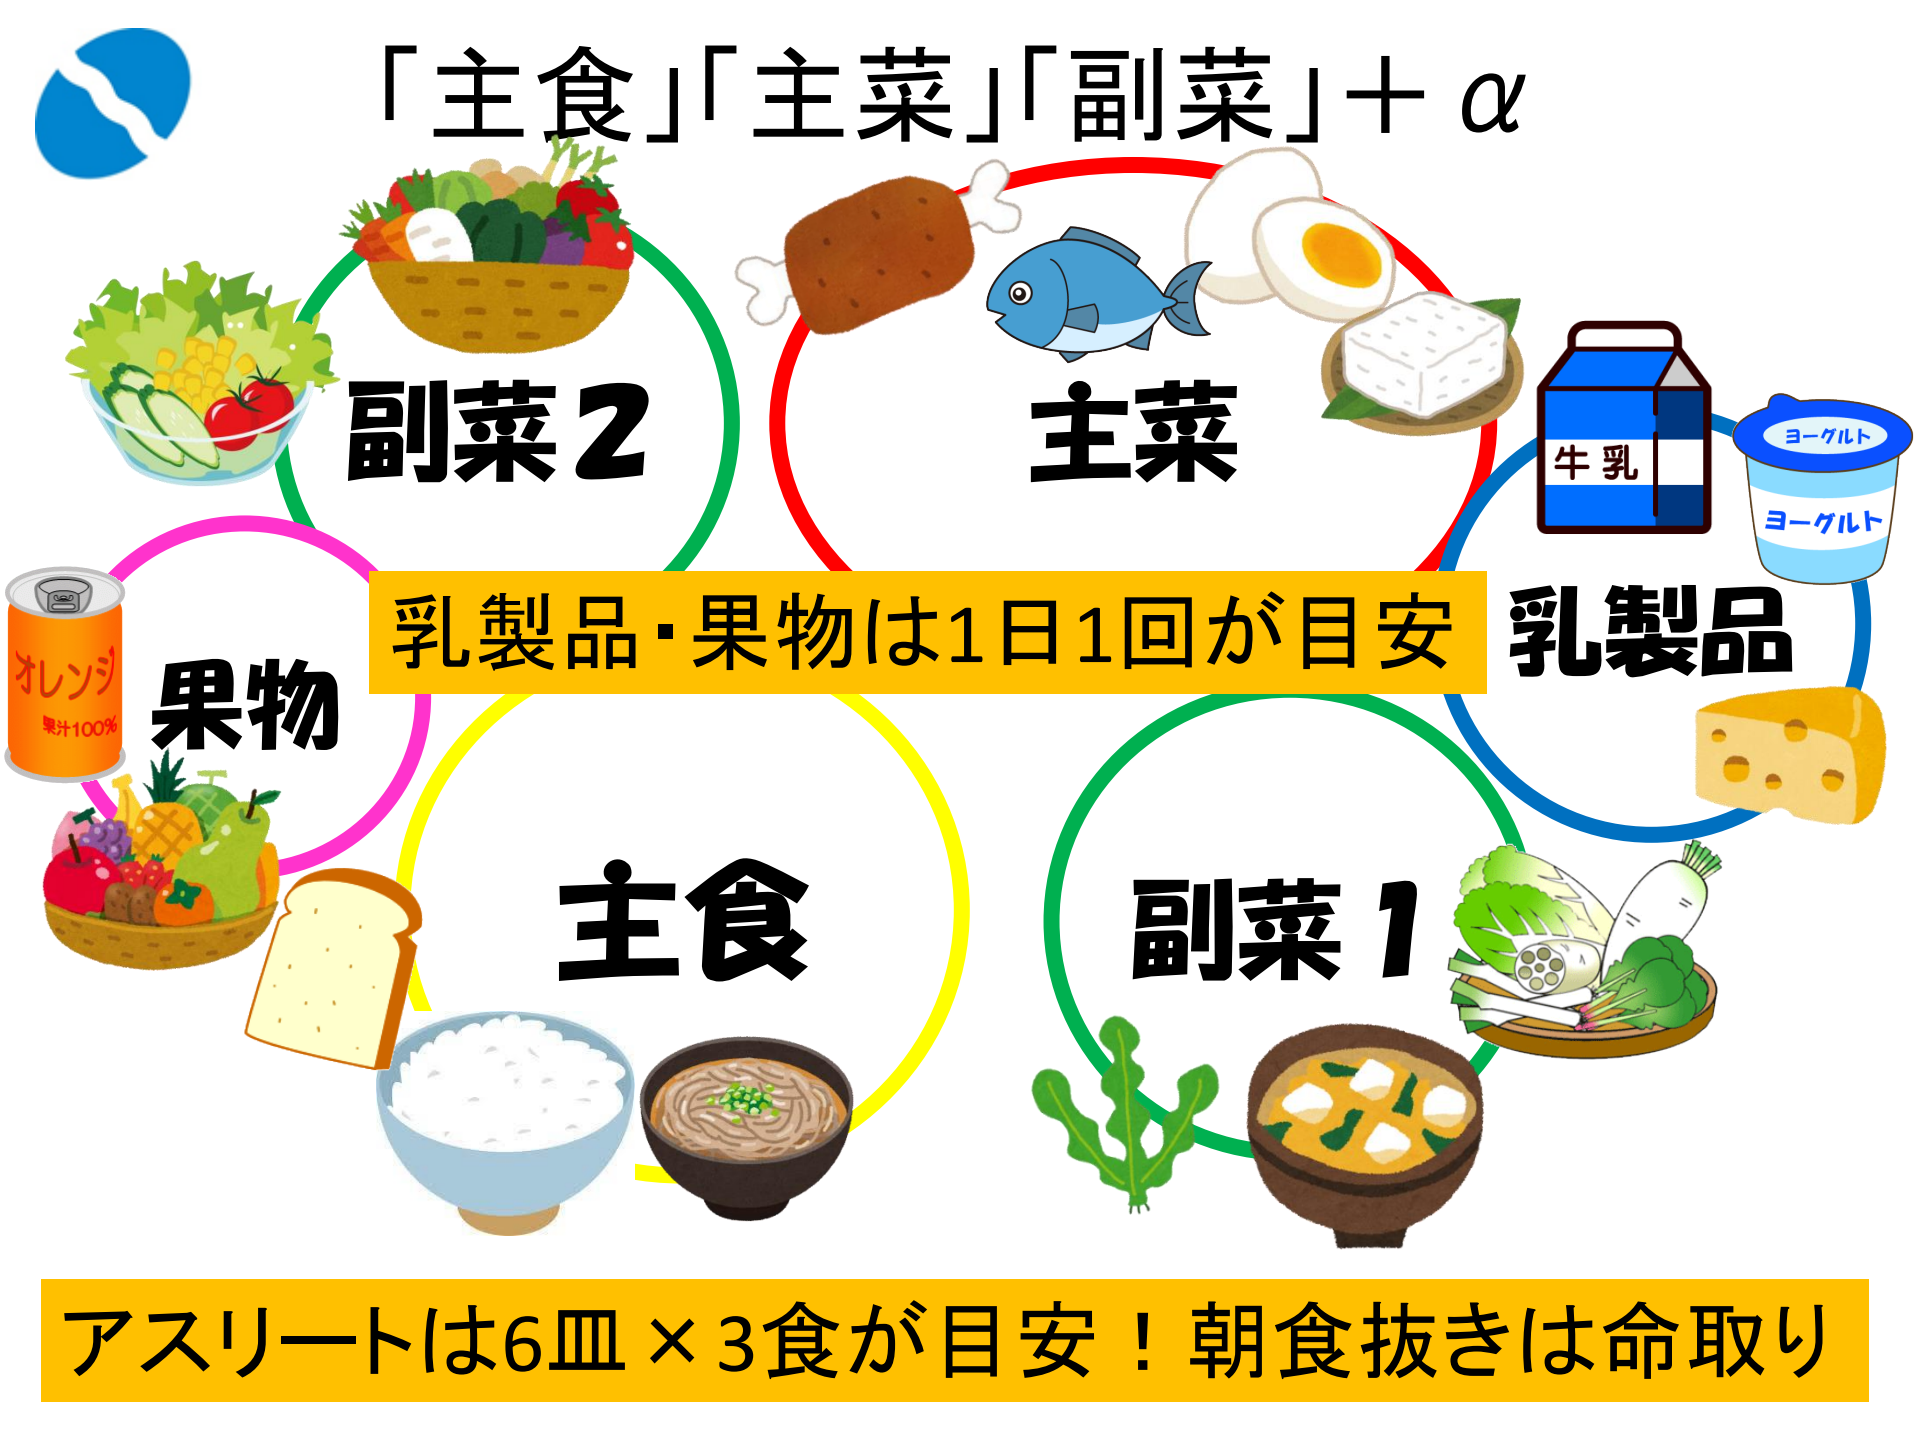 「主食」「主菜」「副菜」＋α
副菜２
主菜
牛乳
ヨーグルト
ヨーグルト
乳製品・果物は1日1回が目安
乳製品
オレンジ
果汁100%
果物
主食
副菜１
アスリートは6皿×3食が目安！朝食抜きは命取り